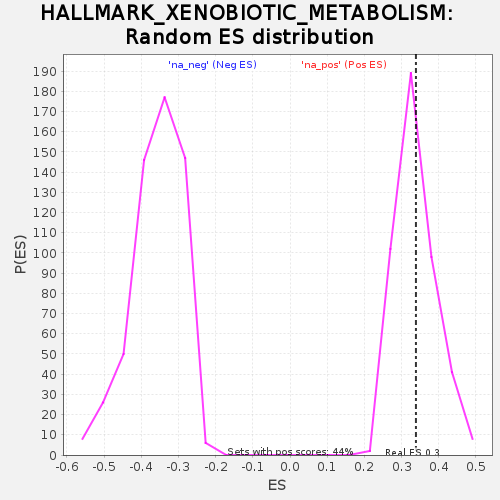 HALLMARK_XENOBIOTIC_METABOLISM:
Random ES distribution
'na_neg' (Neg ES) 'na_pos' (Pos ES)
190
180
170
160
150
140
130
120
110
100
90
80
70
60
50
40
30
20
10
0
P(ES)
Sets with pos scores: 44% Real ES 0.3
-0.6 -0.5 -0.4 -0.3 -0.2 -0.1 0.0 0.1 0.2 0.3 0.4 0.5
ES